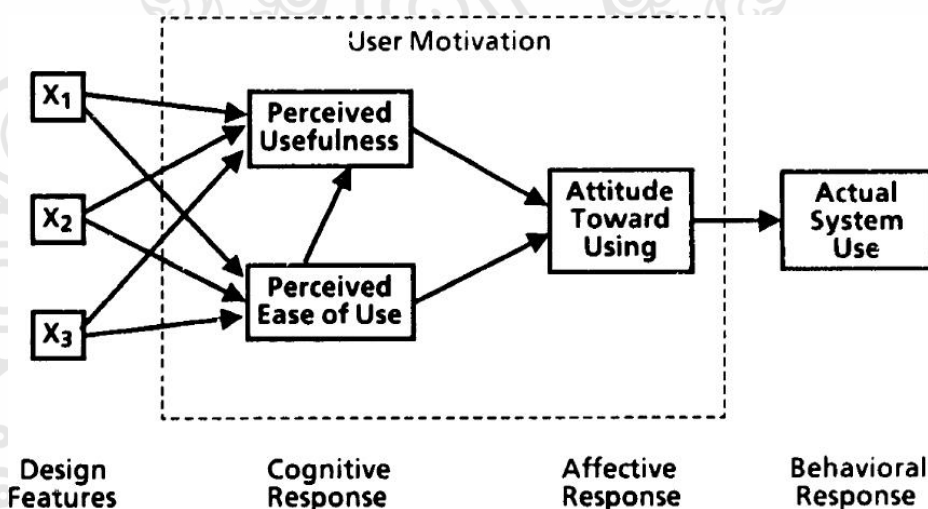 User Motivation
X1
Perceived
Usefulness
X2
Attitude
Toward
Using
Actual
System
Use
Perceived
Ease of Use
X3
Design
Features
Cognitive
Response
Affective
Response
Behavioral
Response